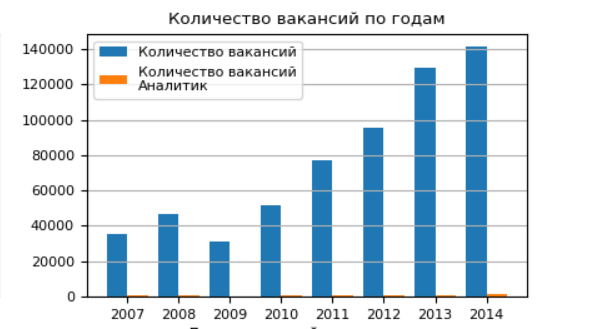 Количество вакансий по годам
140000
120000
100000
80000
60000
40000
20000
0
Количество вакансий
Количество вакансий
Аналитик
2007 2008 2009 2010 2011 2012 2013 2014